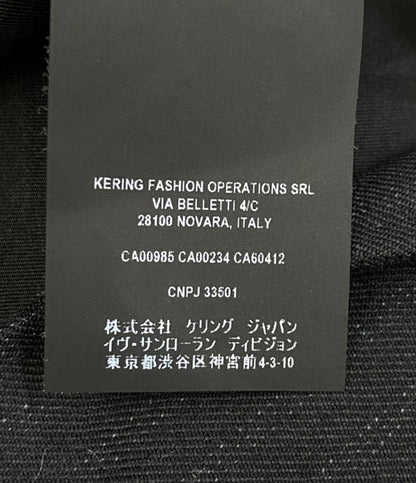 KERING FASHION OPERATIONS SRL
VIA BELLETTI 4/C
28100 NOVARA, ITALY
CA00985 CA00234 CA60412
CNPJ 33501
株式会社 ケリング ジャパン
イヴ・サンローラン ディビジョン
東京都渋谷区神宮前4-3-10